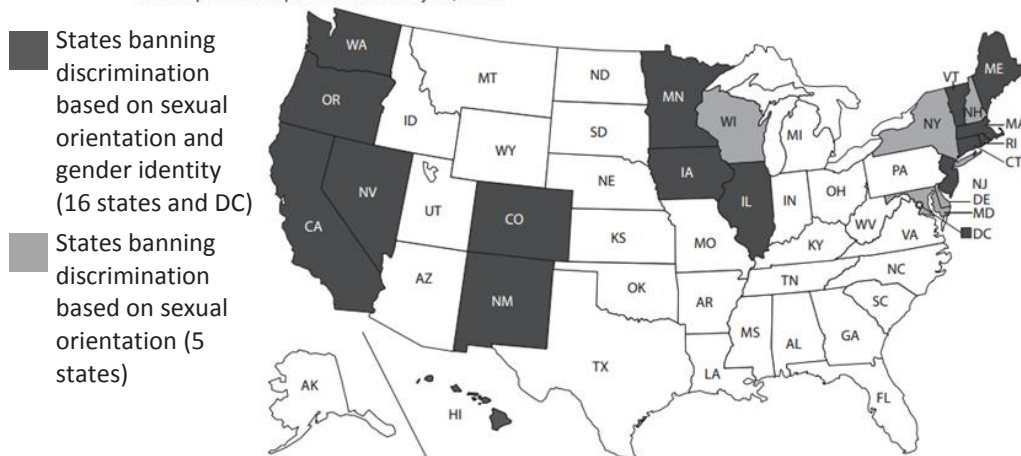 States banning
discrimination
based on sexual
orientation and
gender identity
(16 states and DC)
States banning
discrimination
based on sexual
orientation (5
states)
WA
OR
CA
NV
ID
MT
WY
UT
AZ
CO
NM
ND
SD
NE
KS
OK
TX
MN
IA
MO
AR
LA
WI
IL
MI
IN
OH
KY
TN
MS
AL
GA
FL
SC
NC
VA
WV
PA
NY
VT
NH
ME
MA
RI
CT
NJ
DE
MD
DC
AK
HI